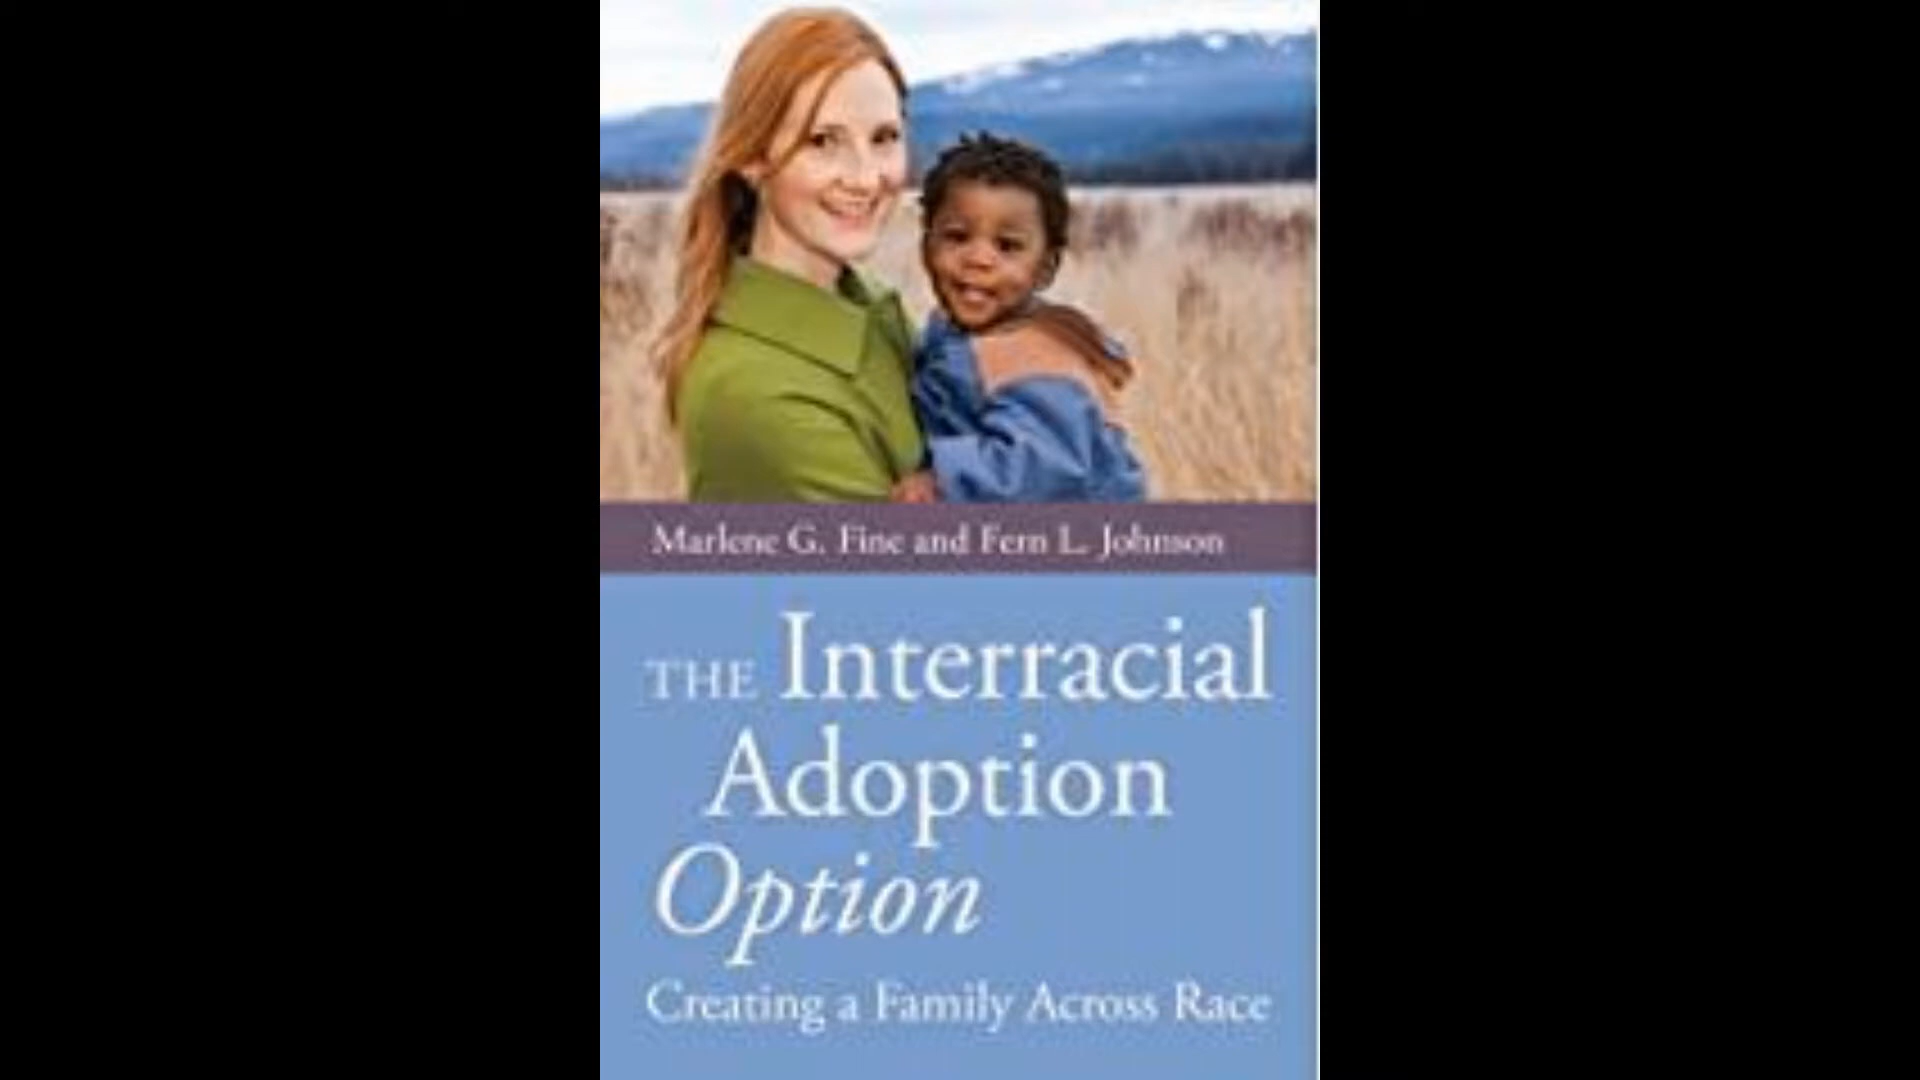 Marlene G. Fine and Fern L. Johnson
THE Interracial
Adoption
Option
Creating a Family Across Race